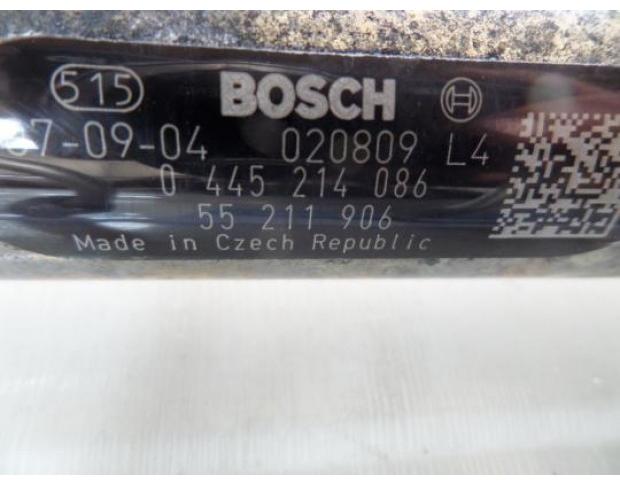 515 BOSCH
7-09-04 020809 L4
0 445 214 086
55 211 906
Made in Czech Republic